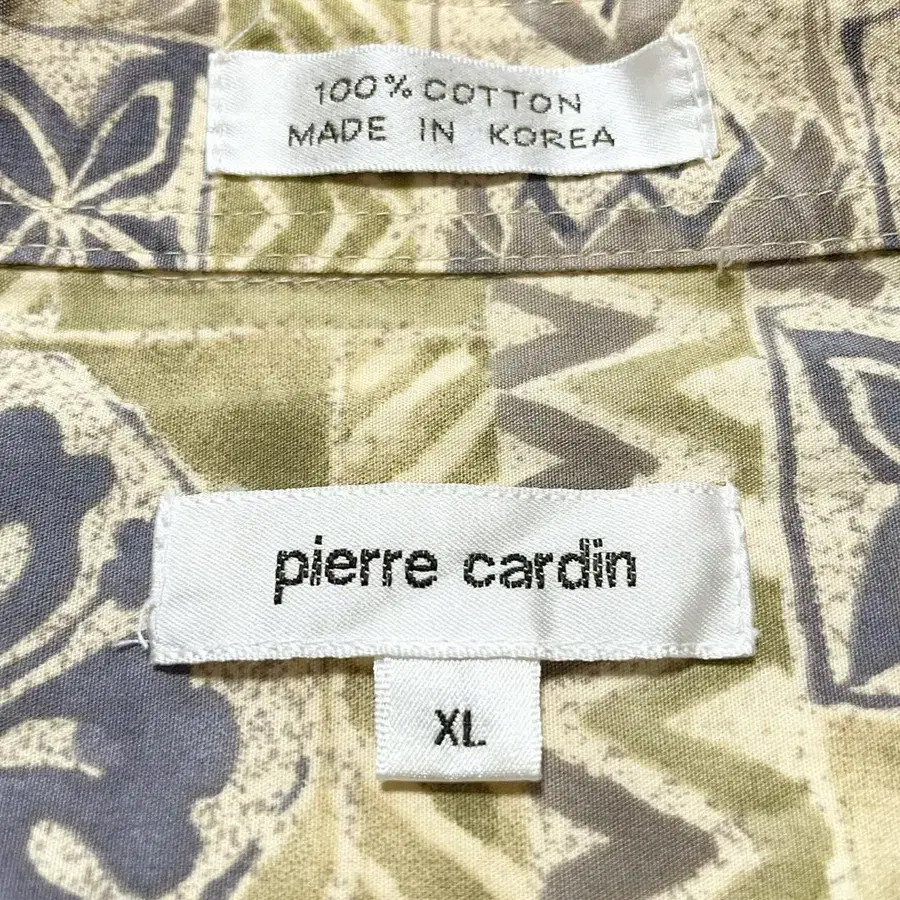 100% COTTON
MADE IN KOREA
pierre cardin
XL